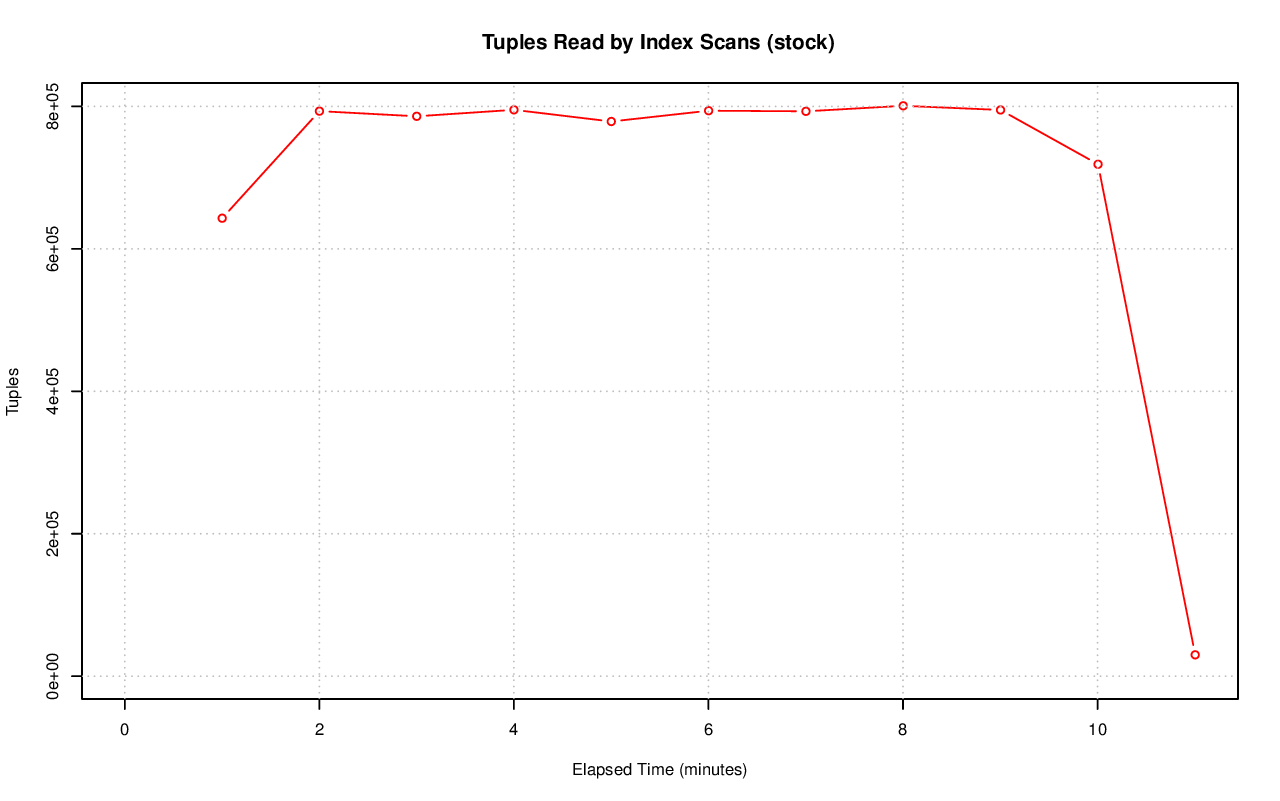 Tuples Read by Index Scans (stock)
8e+05
6e+05
4e+05
2e+05
0e+00
Tuples
0 2 4 6 8 10
Elapsed Time (minutes)